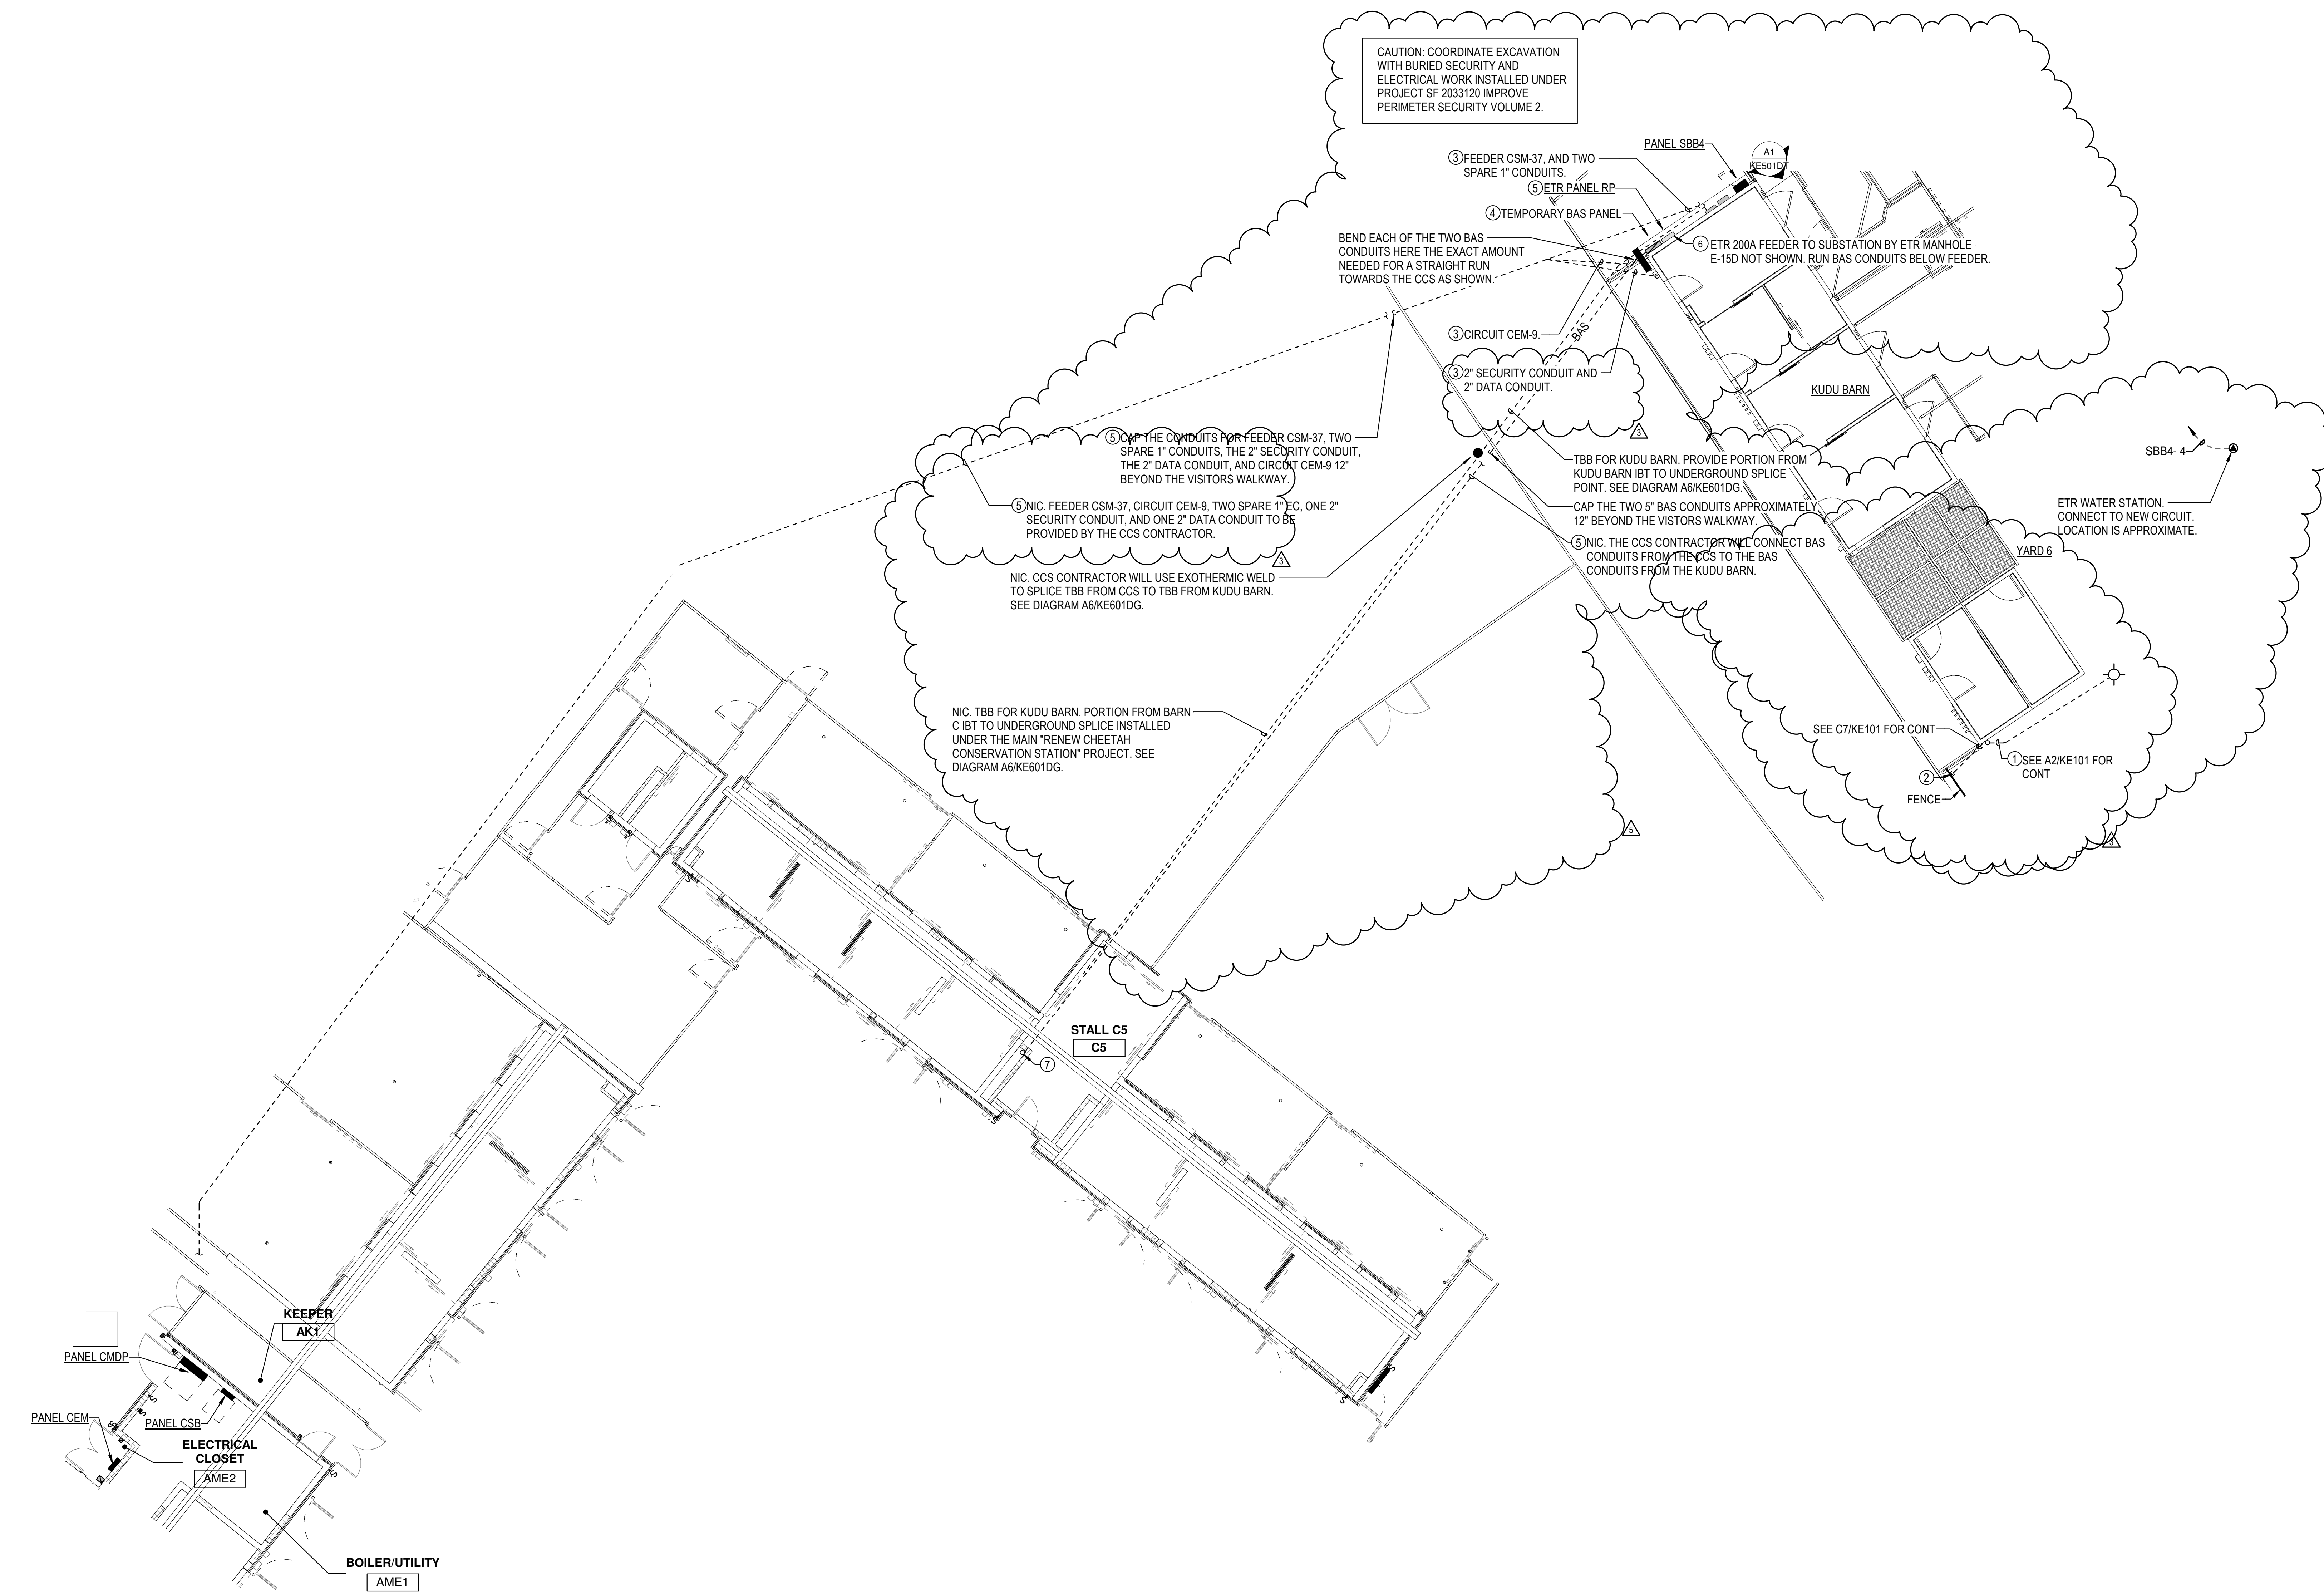 CAUTION: COORDINATE EXCAVATION
WITH BURIED SECURITY AND
ELECTRICAL WORK INSTALLED UNDER
PROJECT SF 2033120 IMPROVE
PERIMETER SECURITY VOLUME 2.
PANEL SBB4
A1
KE501DT
3 FEEDER CSM-37, AND TWO
SPARE 1" CONDUITS.
5 ETR PANEL RP
4 TEMPORARY BAS PANEL
BEND EACH OF THE TWO BAS
CONDUITS HERE THE EXACT AMOUNT
NEEDED FOR A STRAIGHT RUN
TOWARDS THE CCS AS SHOWN.
6 ETR 200A FEEDER TO SUBSTATION BY ETR MANHOLE
E-15D NOT SHOWN. RUN BAS CONDUITS BELOW FEEDER.
3 CIRCUIT CEM-9.
BAS
3 2" SECURITY CONDUIT AND
2" DATA CONDUIT.
3
KUDU BARN
5 CAP THE CONDUITS FOR FEEDER CSM-37, TWO
SPARE 1" CONDUITS, THE 2" SECURITY CONDUIT,
THE 2" DATA CONDUIT, AND CIRCUIT CEM-9 12"
BEYOND THE VISITORS WALKWAY.
5 NIC. FEEDER CSM-37, CIRCUIT CEM-9, TWO SPARE 1" EC, ONE 2"
SECURITY CONDUIT, AND ONE 2" DATA CONDUIT TO BE
PROVIDED BY THE CCS CONTRACTOR.
3
TBB FOR KUDU BARN. PROVIDE PORTION FROM
KUDU BARN IBT TO UNDERGROUND SPLICE
POINT. SEE DIAGRAM A6/KE601DG.
CAP THE TWO 5" BAS CONDUITS APPROXIMATELY
12" BEYOND THE VISTORS WALKWAY.
5 NIC. THE CCS CONTRACTOR WILL CONNECT BAS
CONDUITS FROM THE CCS TO THE BAS
CONDUITS FROM THE KUDU BARN.
SBB4- 4
ETR WATER STATION.
CONNECT TO NEW CIRCUIT.
LOCATION IS APPROXIMATE.
YARD 6
NIC. CCS CONTRACTOR WILL USE EXOTHERMIC WELD
TO SPLICE TBB FROM CCS TO TBB FROM KUDU BARN.
SEE DIAGRAM A6/KE601DG.
NIC. TBB FOR KUDU BARN. PORTION FROM BARN
C IBT TO UNDERGROUND SPLICE INSTALLED
UNDER THE MAIN "RENEW CHEETAH
CONSERVATION STATION" PROJECT. SEE
DIAGRAM A6/KE601DG.
SEE C7/KE101 FOR CONT
1 SEE A2/KE101 FOR
CONT
2
FENCE
5
3
STALL C5
C5
7
KEEPER
AK1
PANEL CMDP
PANEL CEM
PANEL CSB
ELECTRICAL
CLOSET
AME2
BOILER/UTILITY
AME1